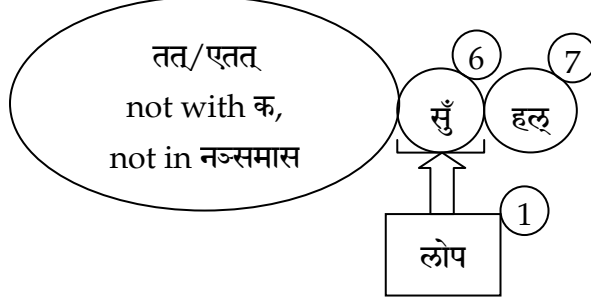 तत्/एतत्
not with क,
not in नञ्समास
सुँ
6
हल्
7
लोप
1